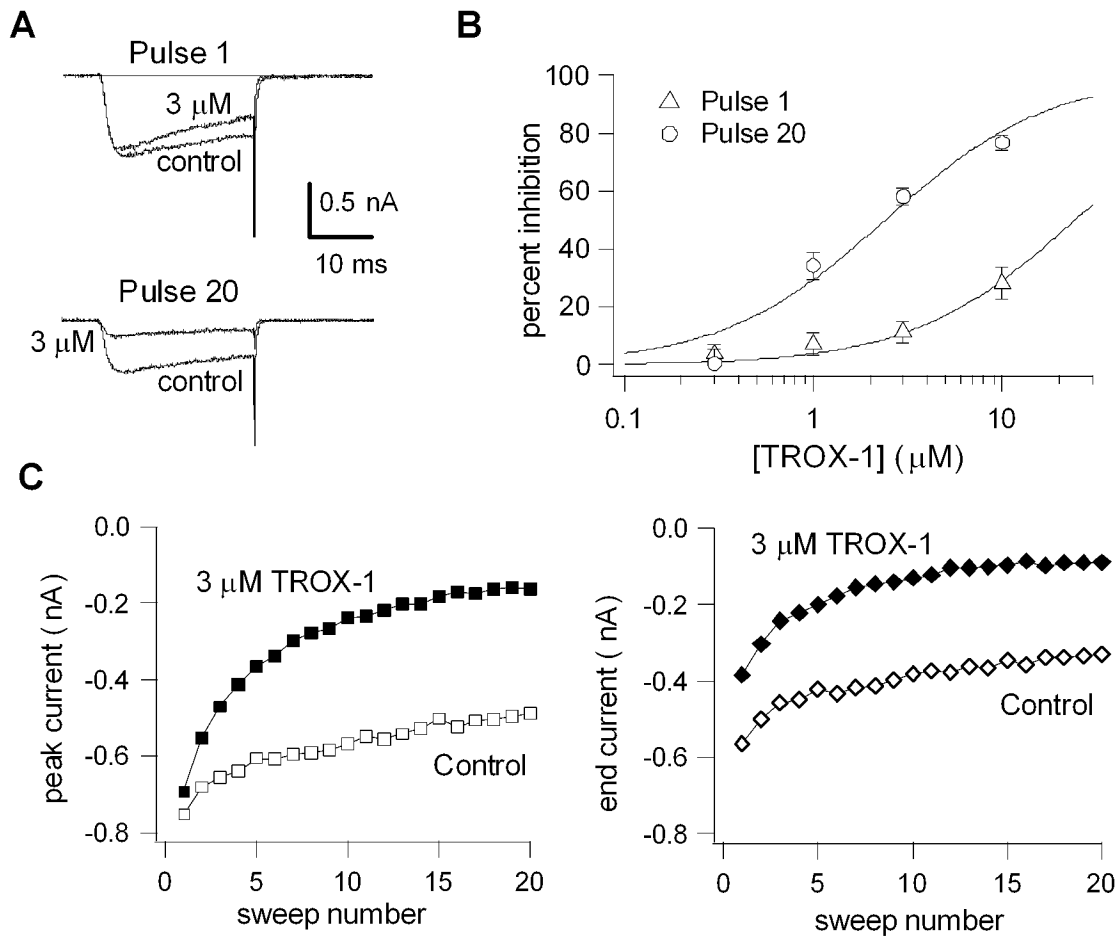 A
Pulse 1
3 μM
control
0.5 nA
10 ms
Pulse 20
3 μM
control
B
percent inhibition
100
80
60
40
20
0
Pulse 1
Pulse 20
0.1
1
10
[TROX-1] (μM)
C
peak current ( nA)
0.0
-0.2
-0.4
-0.6
-0.8
3 μM TROX-1
Control
0
5
10
15
20
sweep number
end current ( nA)
0.0
-0.2
-0.4
-0.6
-0.8
3 μM TROX-1
Control
0
5
10
15
20
sweep number